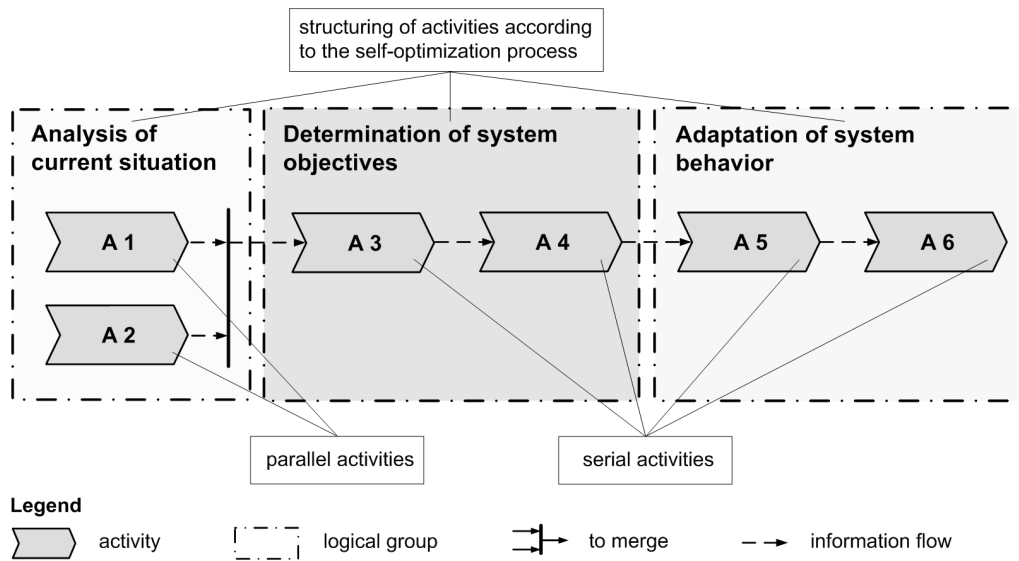 structuring of activities according
to the self-optimization process
Analysis of
current situation
Determination of system
objectives
Adaptation of system
behavior
A 1
A 3
A 4
A 5
A 6
A 2
parallel activities
serial activities
Legend
activity
logical group
to merge
information flow